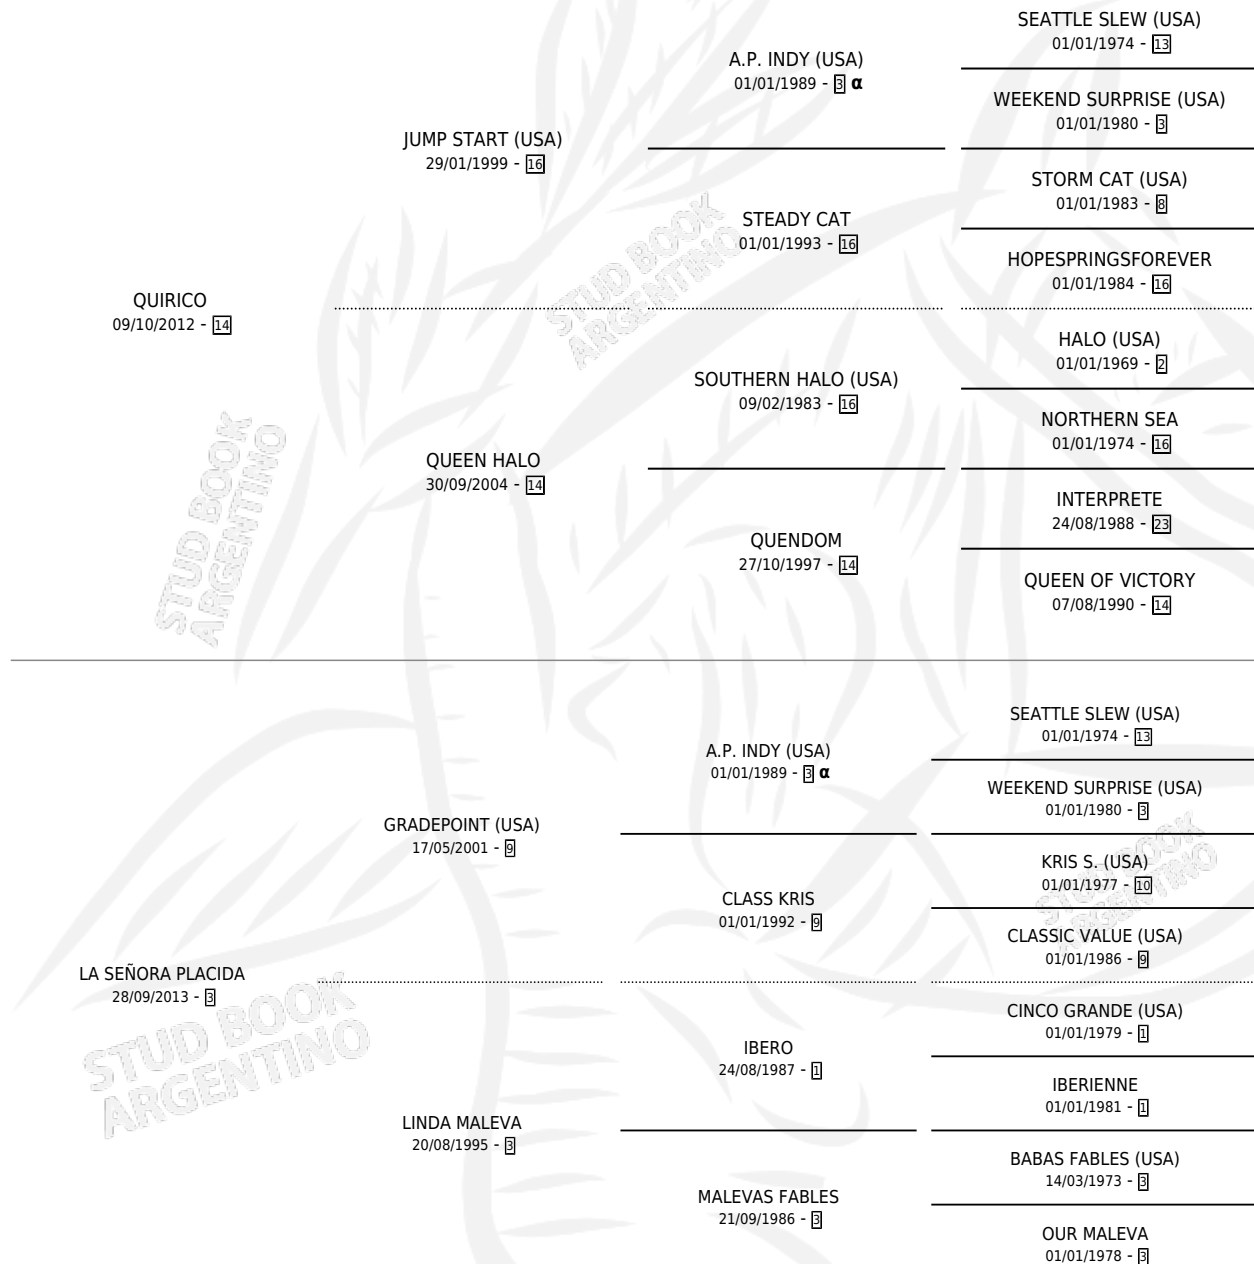 SEATTLE SLEW (USA)
01/01/1974 - 13
A.P. INDY (USA)
01/01/1989 - 3 α
WEEKEND SURPRISE (USA)
01/01/1980 - 3
JUMP START (USA)
29/01/1999 - 16
STORM CAT (USA)
01/01/1983 - 8
STEADY CAT
01/01/1993 - 16
HOPESPRINGSFOREVER
01/01/1984 - 16
QUIRICO
09/10/2012 - 14
HALO (USA)
01/01/1969 - 2
SOUTHERN HALO (USA)
09/02/1983 - 16
NORTHERN SEA
01/01/1974 - 16
QUEEN HALO
30/09/2004 - 14
INTERPRETE
24/08/1988 - 23
QUENDOM
27/10/1997 - 14
QUEEN OF VICTORY
07/08/1990 - 14
STUD BOOK
ARGENTINO
STUD BOOK
ARGENTINO
SEATTLE SLEW (USA)
01/01/1974 - 13
A.P. INDY (USA)
01/01/1989 - 3 α
WEEKEND SURPRISE (USA)
01/01/1980 - 3
GRADEPOINT (USA)
17/05/2001 - 9
KRIS S. (USA)
01/01/1977 - 10
CLASS KRIS
01/01/1992 - 9
CLASSIC VALUE (USA)
01/01/1986 - 9
LA SEÑORA PLACIDA
28/09/2013 - 3
CINCO GRANDE (USA)
01/01/1979 - 1
IBERO
24/08/1987 - 1
IBERIENNE
01/01/1981 - 1
LINDA MALEVA
20/08/1995 - 3
BABAS FABLES (USA)
14/03/1973 - 3
MALEVAS FABLES
21/09/1986 - 3
OUR MALEVA
01/01/1978 - 3
STUD BOOK
ARGENTINO
STUD BOOK
ARGENTINO